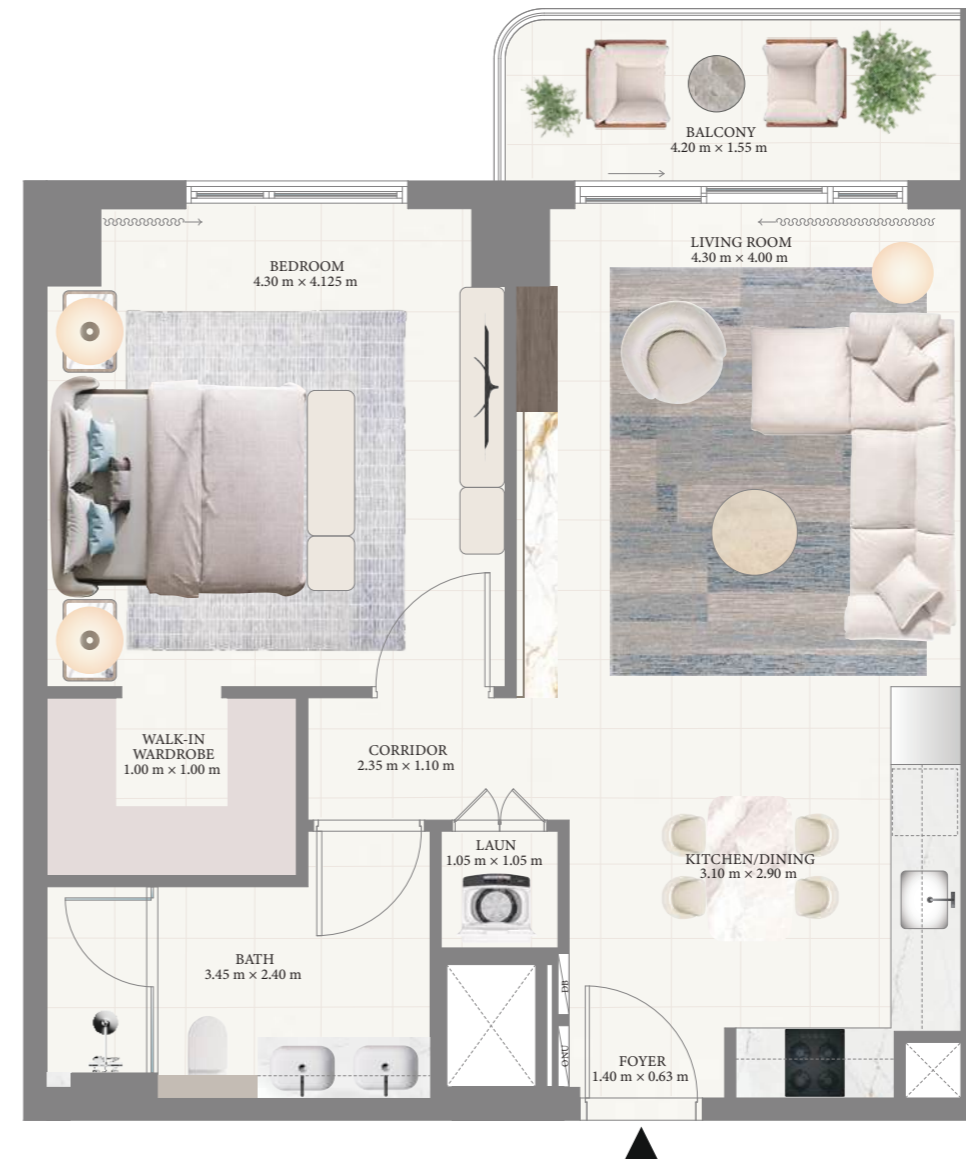 BALCONY
4.20 m × 1.55 m
LIVING ROOM
4.30 m × 4.00 m
BEDROOM
4.30 m × 4.125 m
WALK-IN
WARDROBE
1.00 m × 1.00 m
CORRIDOR
2.35 m × 1.10 m
LAUN
1.05 m × 1.05 m
KITCHEN/DINING
3.10 m × 2.90 m
BATH
3.45 m × 2.40 m
DB
ONU
FOYER
1.40 m × 0.63 m